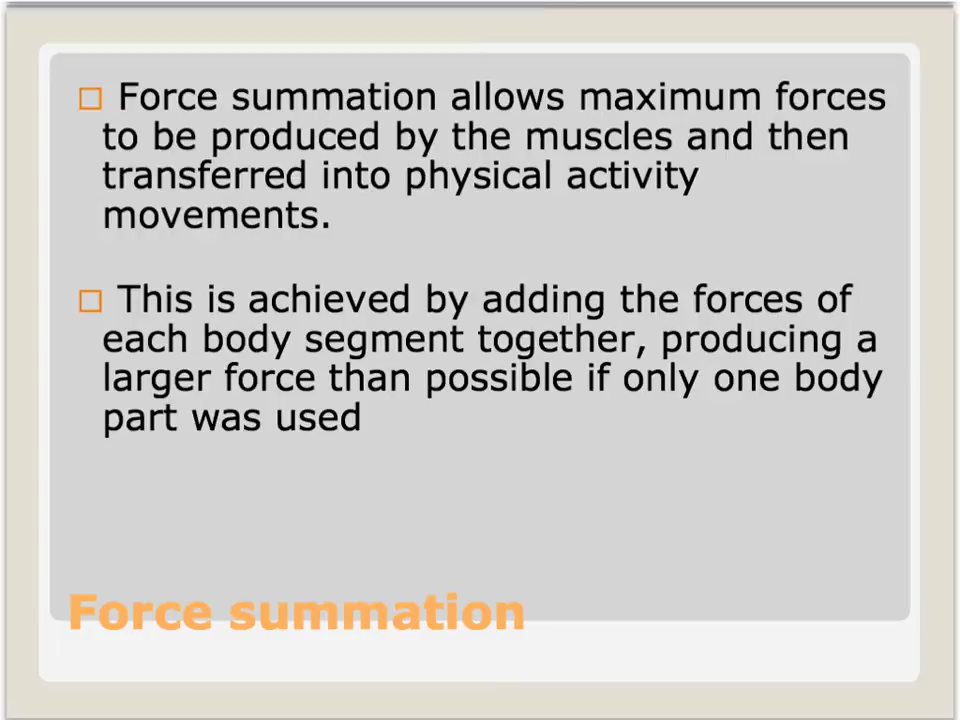 Force summation allows maximum forces
to be produced by the muscles and then
transferred into physical activity
movements.
This is achieved by adding the forces of
each body segment together, producing a
larger force than possible if only one body
part was used
Force summation